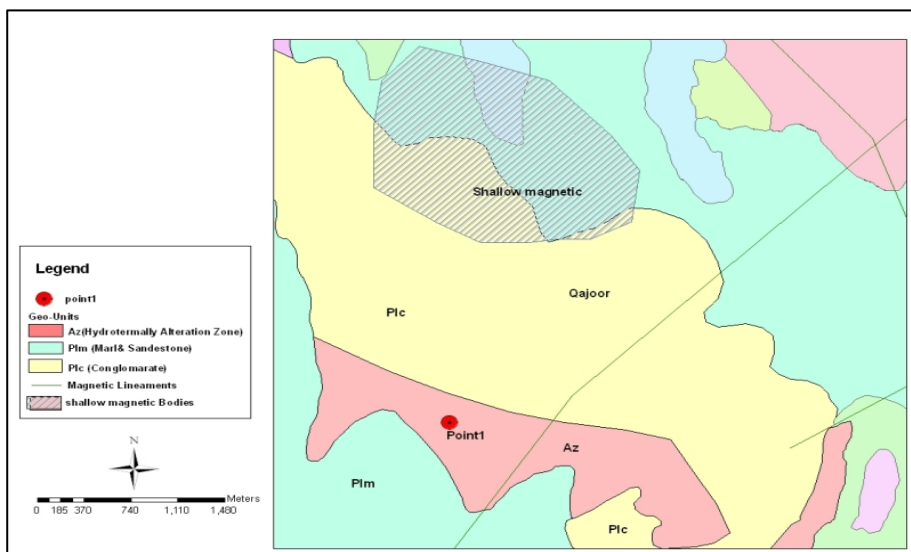 Shallow magnetic
Qajoor
Plc
Point1
Az
Plm
Plc
Legend
point1
Geo-Units
Az(Hydrotermally Alteration Zone)
Plm (Marl& Sandestone)
Plc (Conglomarate)
Magnetic Lineaments
shallow magnetic Bodies
N
Meters
0 185 370 740 1,110 1,480